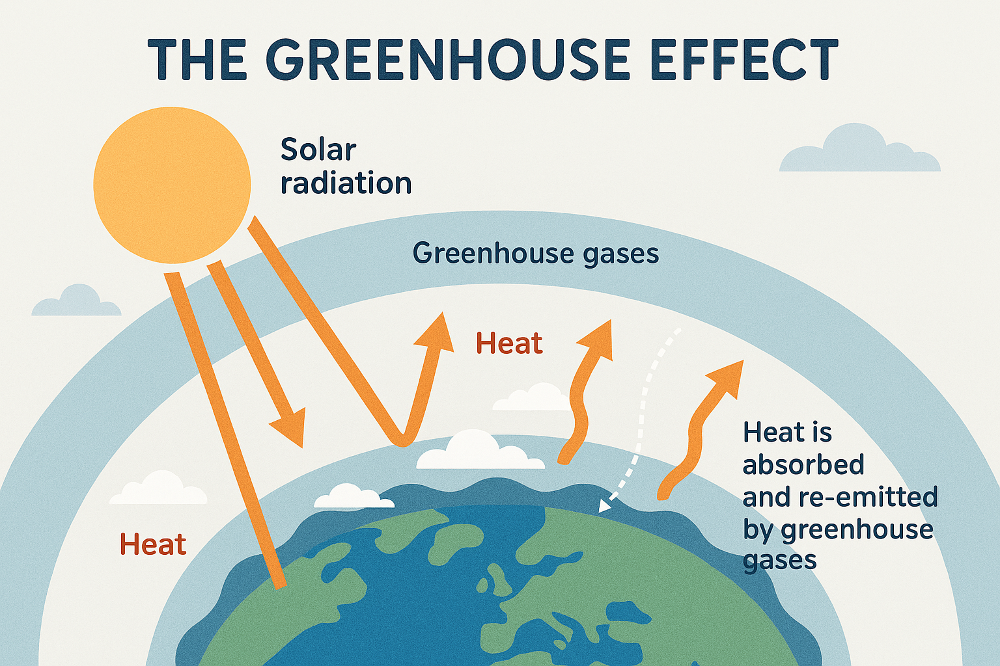 THE GREENHOUSE EFFECT
Solar
radiation
Greenhouse gases
Heat
Heat is
absorbed
and re-emitted
by greenhouse
gases
Heat